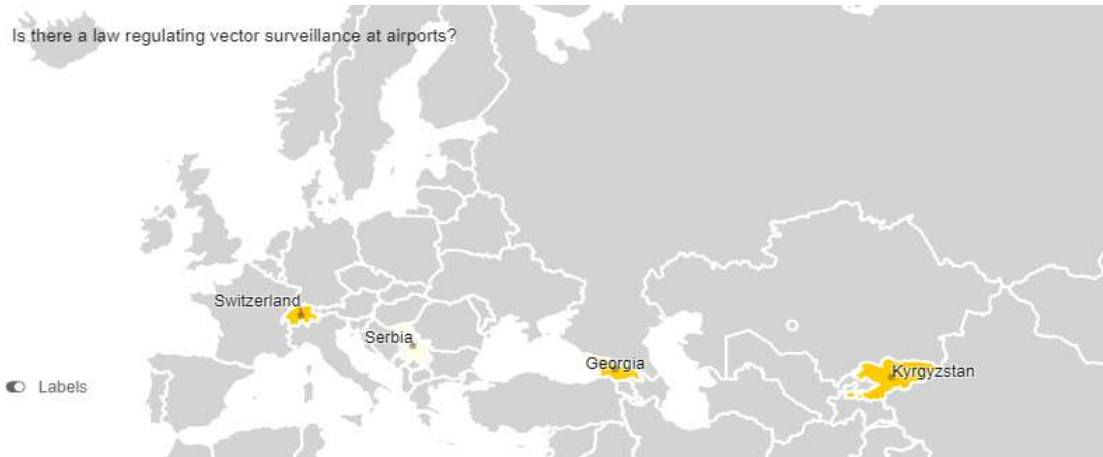 Is there a law regulating vector surveillance at airports?
Switzerland
Serbia
Georgia
Kyrgyzstan
Labels